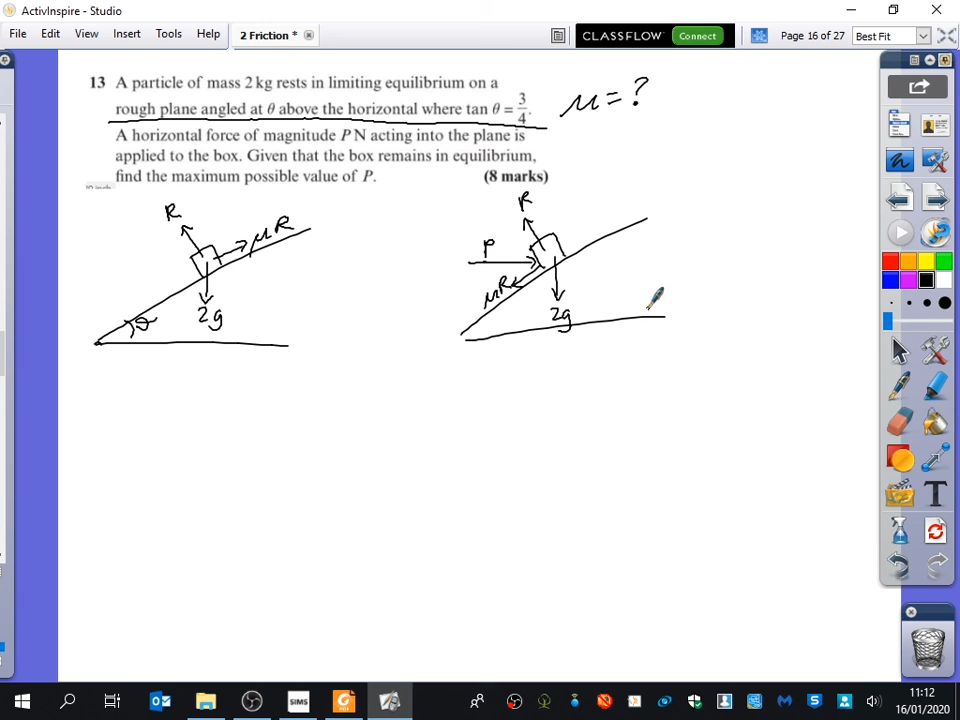 ActivInspire - Studio
File Edit View Insert Tools Help
2 Friction *
CLASSFLOW Connect
Page 16 of 27
Best Fit
13 A particle of mass 2 kg rests in limiting equilibrium on a
rough plane angled at θ above the horizontal where tan θ = 3/4.
A horizontal force of magnitude P N acting into the plane is
applied to the box. Given that the box remains in equilibrium,
find the maximum possible value of P. (8 marks)
μ = ?
R
μR
θ
2g
R
P
μR
2g
T
SIMS
11:12
16/01/2020